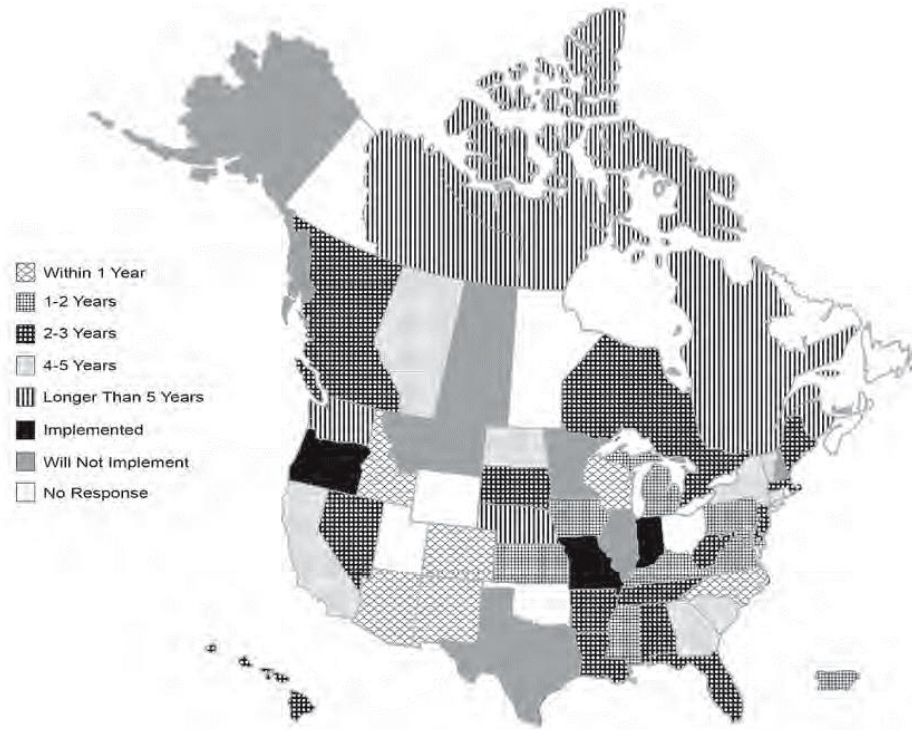 Within 1 Year
1-2 Years
2-3 Years
4-5 Years
Longer Than 5 Years
Implemented
Will Not Implement
No Response